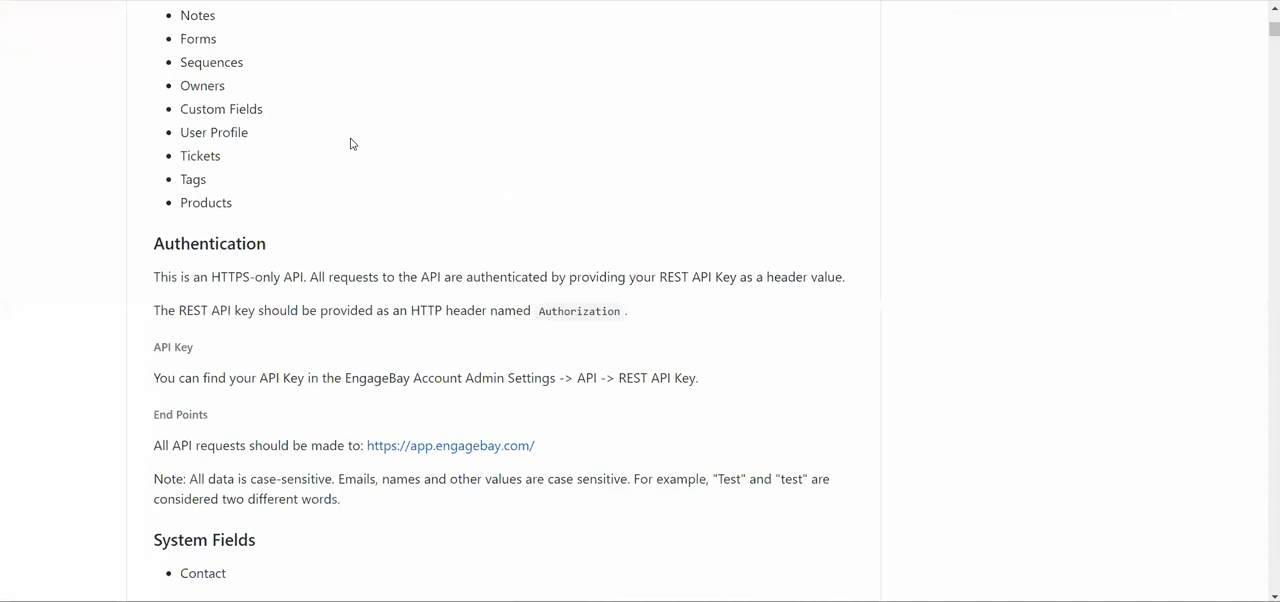 Notes
Forms
Sequences
Owners
Custom Fields
User Profile
Tickets
Tags
Products
Authentication
This is an HTTPS-only API. All requests to the API are authenticated by providing your REST API Key as a header value.
The REST API key should be provided as an HTTP header named Authorization .
API Key
You can find your API Key in the EngageBay Account Admin Settings -> API -> REST API Key.
End Points
All API requests should be made to: https://app.engagebay.com/
Note: All data is case-sensitive. Emails, names and other values are case sensitive. For example, "Test" and "test" are
considered two different words.
System Fields
Contact